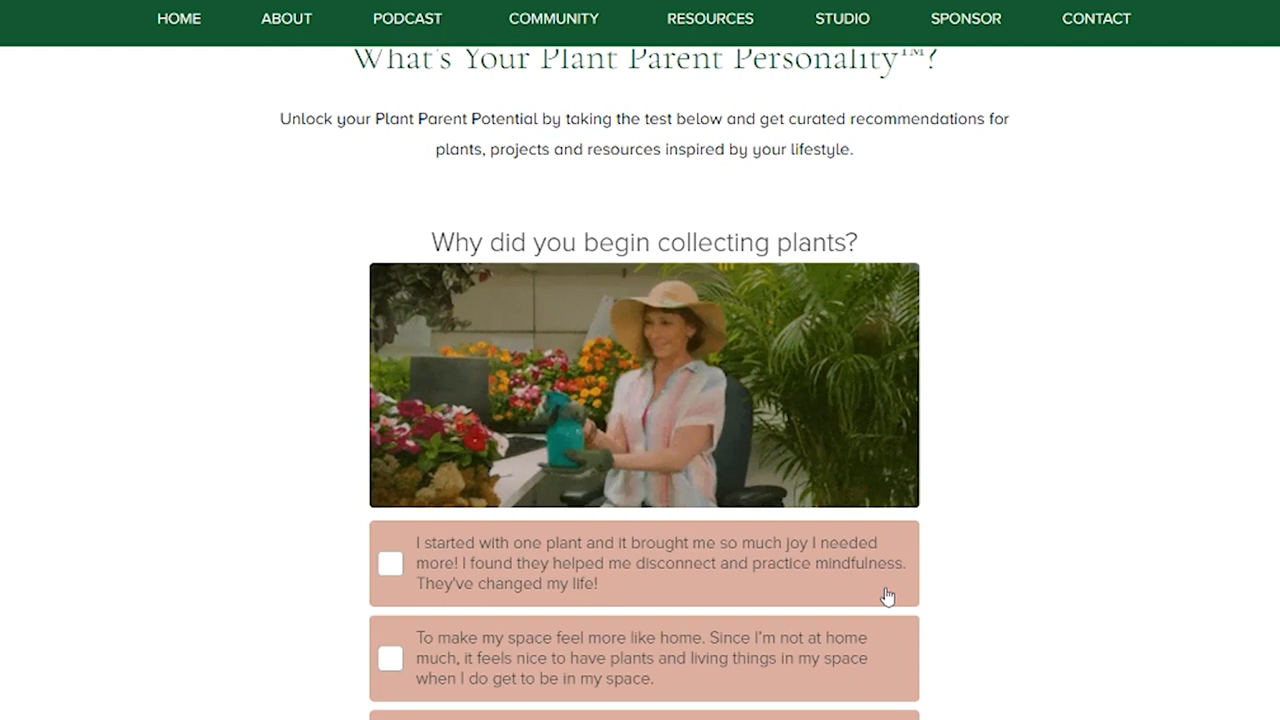 HOME ABOUT PODCAST COMMUNITY RESOURCES STUDIO SPONSOR CONTACT
What's Your Plant Parent Personality™?
Unlock your Plant Parent Potential by taking the test below and get curated recommendations for
plants, projects and resources inspired by your lifestyle.
Why did you begin collecting plants?
I started with one plant and it brought me so much joy I needed
more! I found they helped me disconnect and practice mindfulness.
They've changed my life!
To make my space feel more like home. Since I'm not at home
much, it feels nice to have plants and living things in my space
when I do get to be in my space.